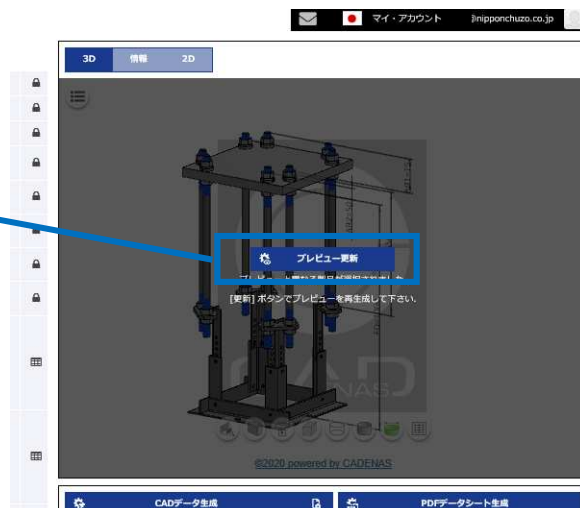 マイ・アカウント
nipponchuzo.co.jp
3D 情報 2D
プレビュー更新
[更新] ボタンでプレビューを再生成して下さい.
CADENAS
©2020 powered by CADENAS
CADデータ生成
PDFデータシート生成